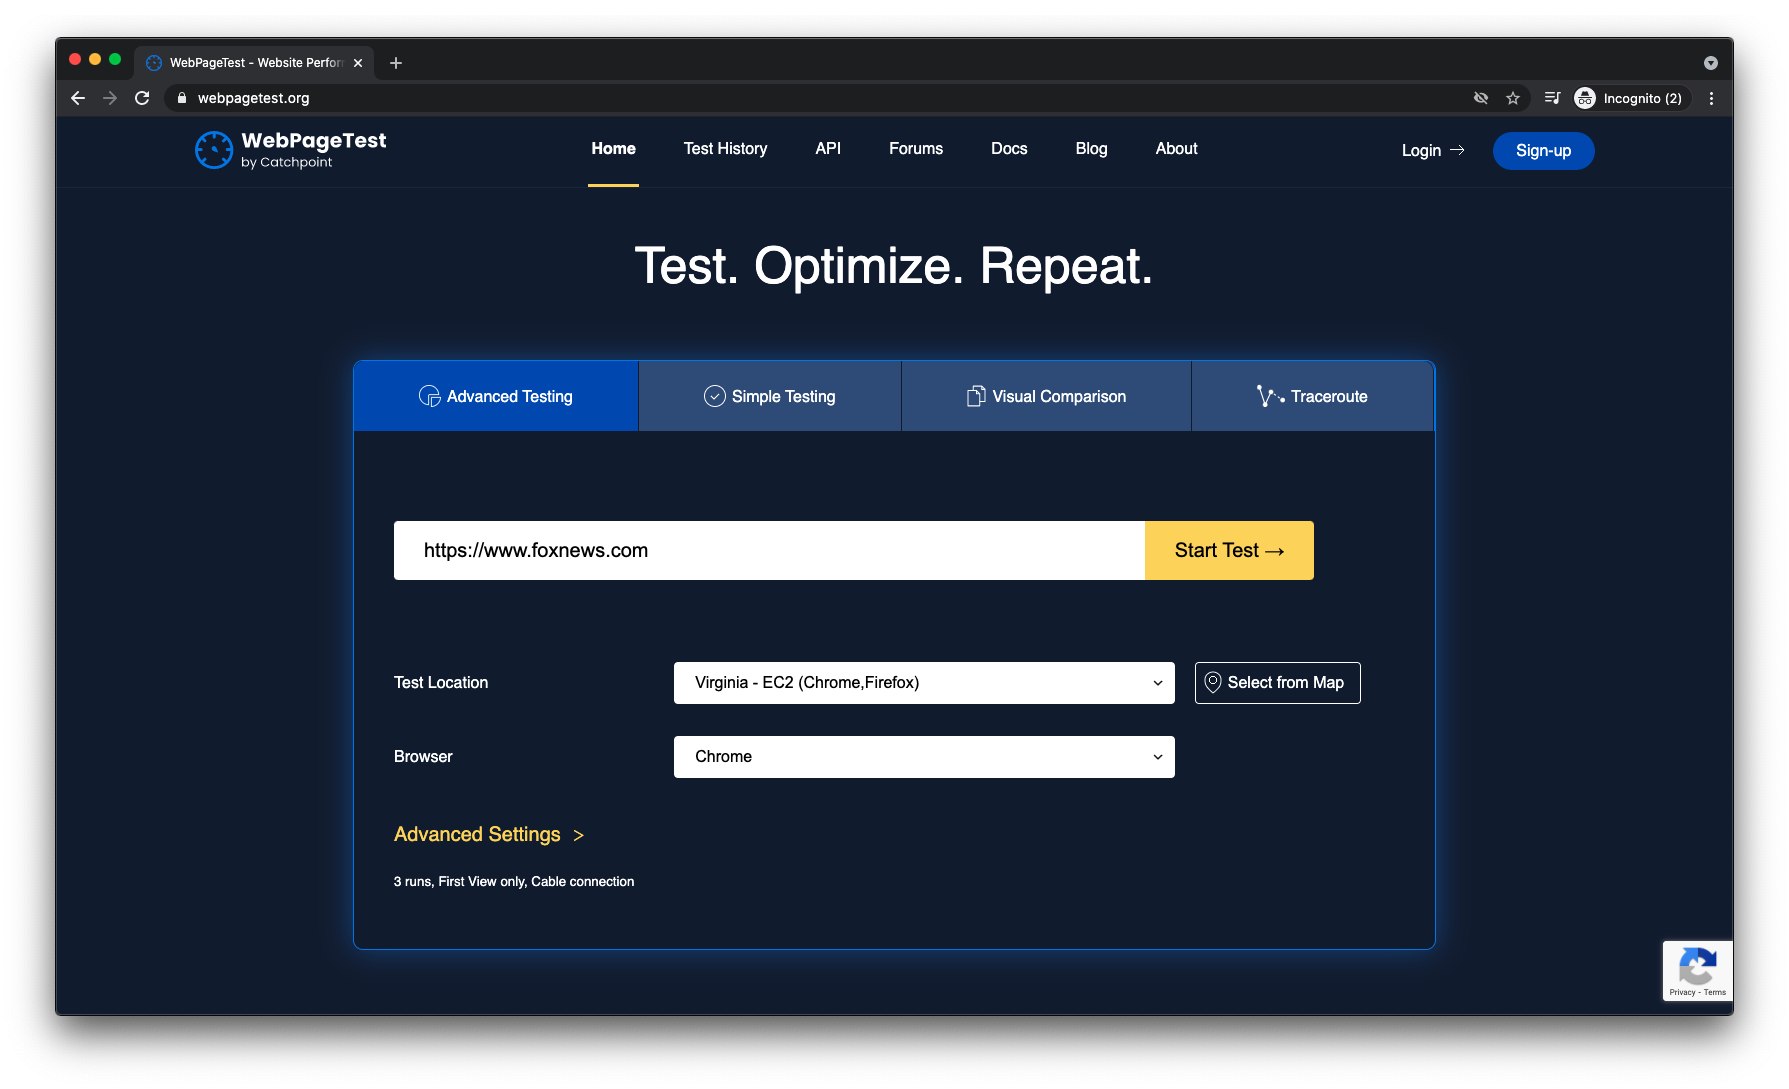 WebPageTest - Website Perfor
webpagetest.org
Incognito (2)
WebPageTest
by Catchpoint
Home
Test History
API
Forums
Docs
Blog
About
Login →
Sign-up
Test. Optimize. Repeat.
Advanced Testing
Simple Testing
Visual Comparison
Traceroute
https://www.foxnews.com
Start Test →
Test Location
Virginia - EC2 (Chrome,Firefox)
Select from Map
Browser
Chrome
Advanced Settings >
3 runs, First View only, Cable connection
Privacy - Terms